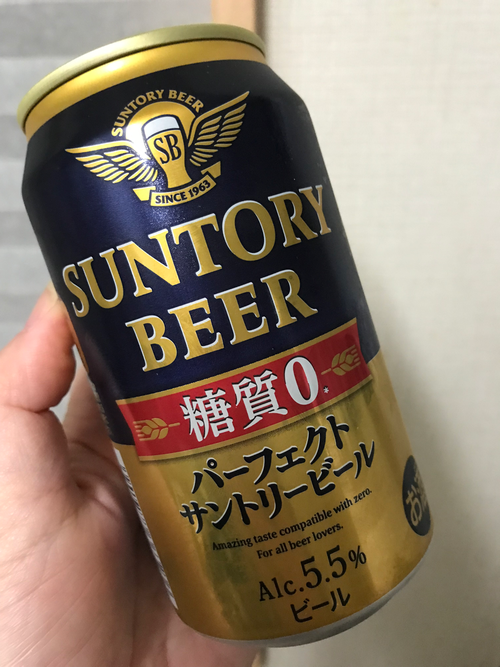 SUNTORY BEER
SB
SINCE 1963
SUNTORY
BEER
糖質0*
パーフェクト
サントリービール
Amazing taste compatible with zero.
For all beer lovers.
Alc.5.5%
ビール
お